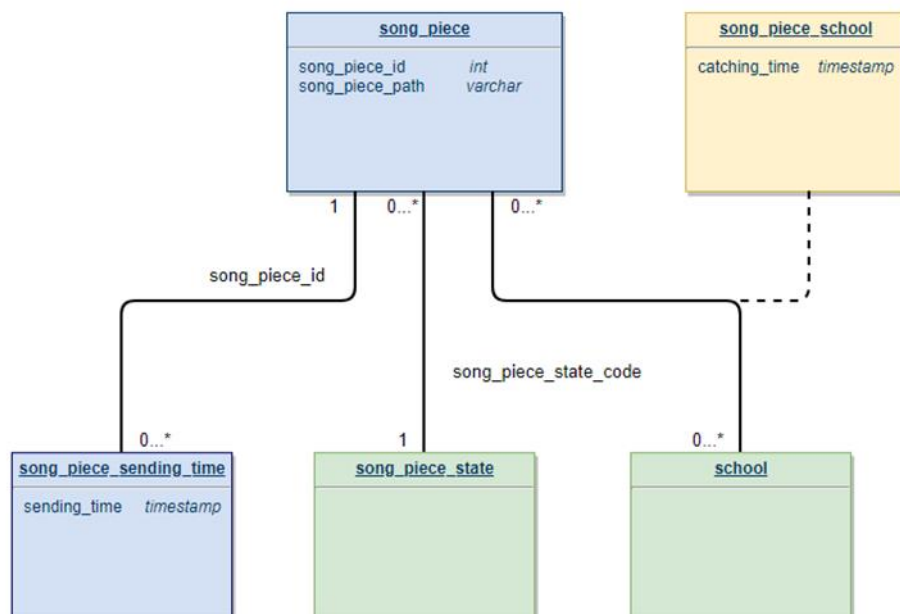 song_piece
song_piece_id int
song_piece_path varchar
song_piece_school
catching_time timestamp
1
0...*
0...*
song_piece_id
song_piece_state_code
0...*
1
0...*
song_piece_sending_time
sending_time timestamp
song_piece_state
school